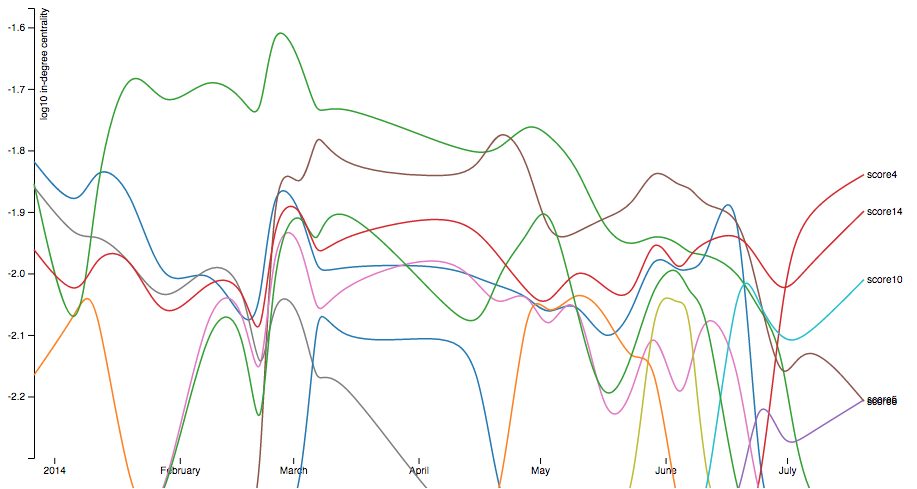 -1.6
-1.7
-1.8
-1.9
-2.0
-2.1
-2.2
log10 in-degree centrality
2014
February
March
April
May
June
July
score4
score14
score10